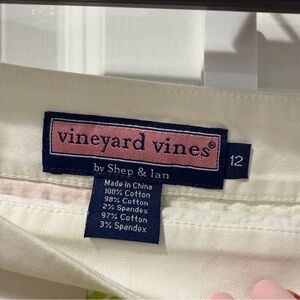 vineyard vines®
by Shep & Ian
12
Made in China
100% Cotton
98% Cotton
2% Spandex
97% Cotton
3% Spandex